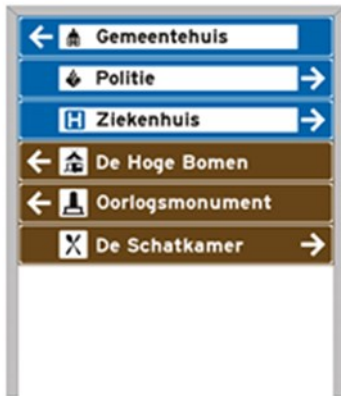 Gemeentehuis
Politie
H Ziekenhuis
De Hoge Bomen
Oorlogsmonument
De Schatkamer